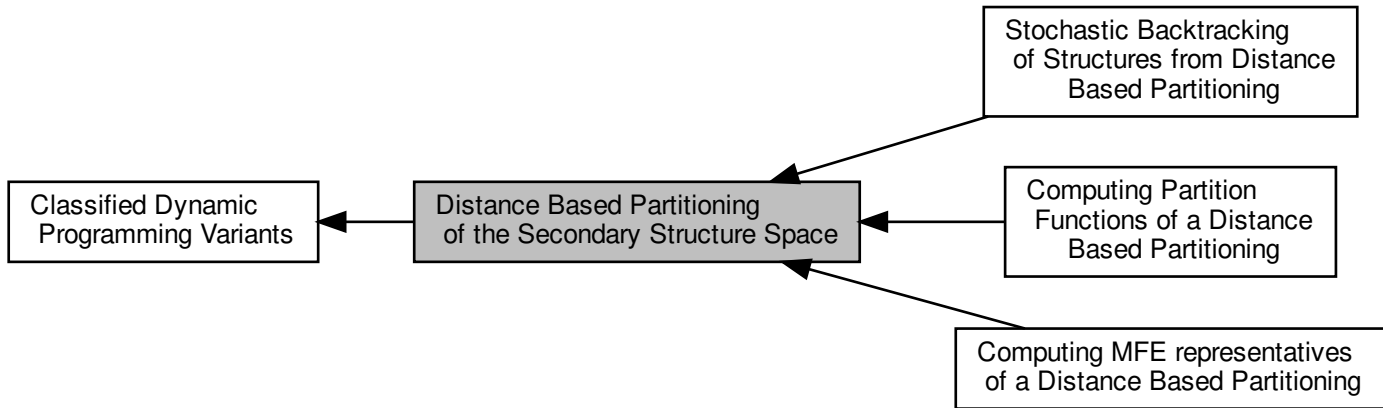 Stochastic Backtracking
of Structures from Distance
Based Partitioning
Classified Dynamic
Programming Variants
Distance Based Partitioning
of the Secondary Structure Space
Computing Partition
Functions of a Distance
Based Partitioning
Computing MFE representatives
of a Distance Based Partitioning